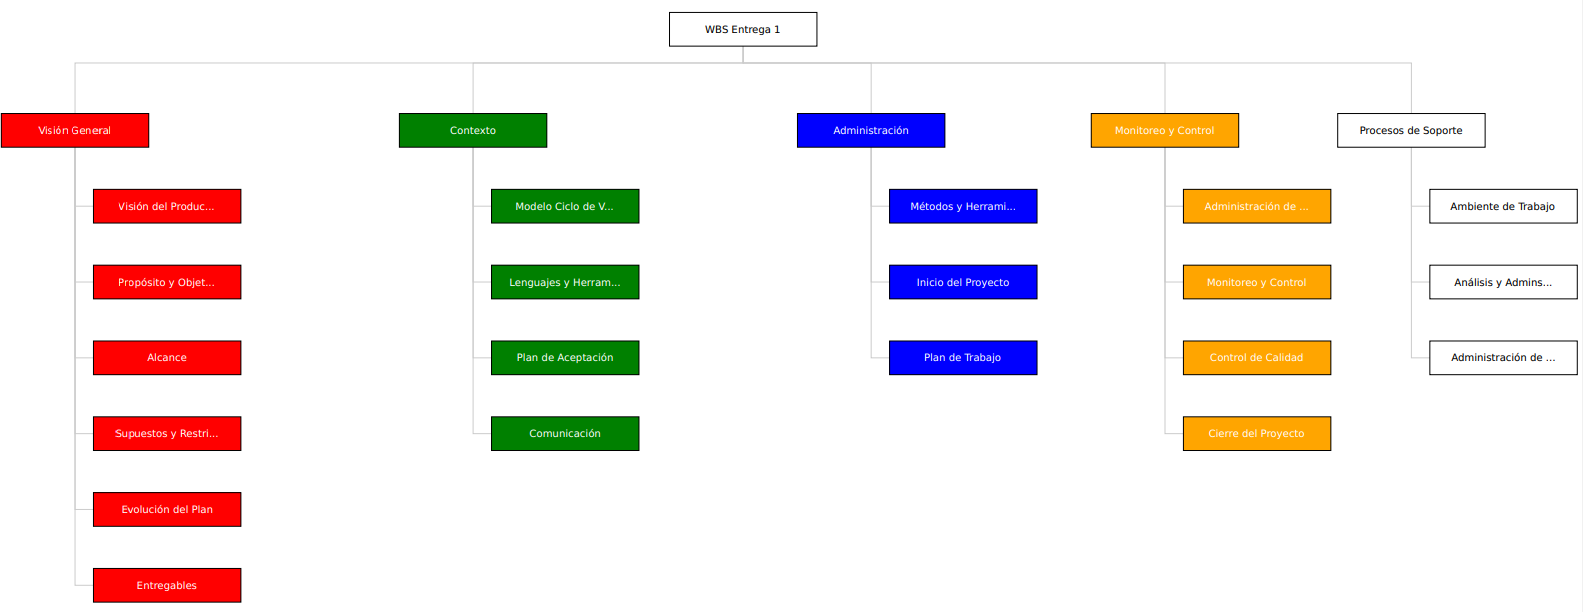 WBS Entrega 1
Visión General
Contexto
Administración
Monitoreo y Control
Procesos de Soporte
Visión del Produc...
Modelo Ciclo de V...
Métodos y Herrami...
Administración de ...
Ambiente de Trabajo
Propósito y Objet...
Lenguajes y Herram...
Inicio del Proyecto
Monitoreo y Control
Análisis y Admins...
Alcance
Plan de Aceptación
Plan de Trabajo
Control de Calidad
Administración de ...
Supuestos y Restri...
Comunicación
Cierre del Proyecto
Evolución del Plan
Entregables